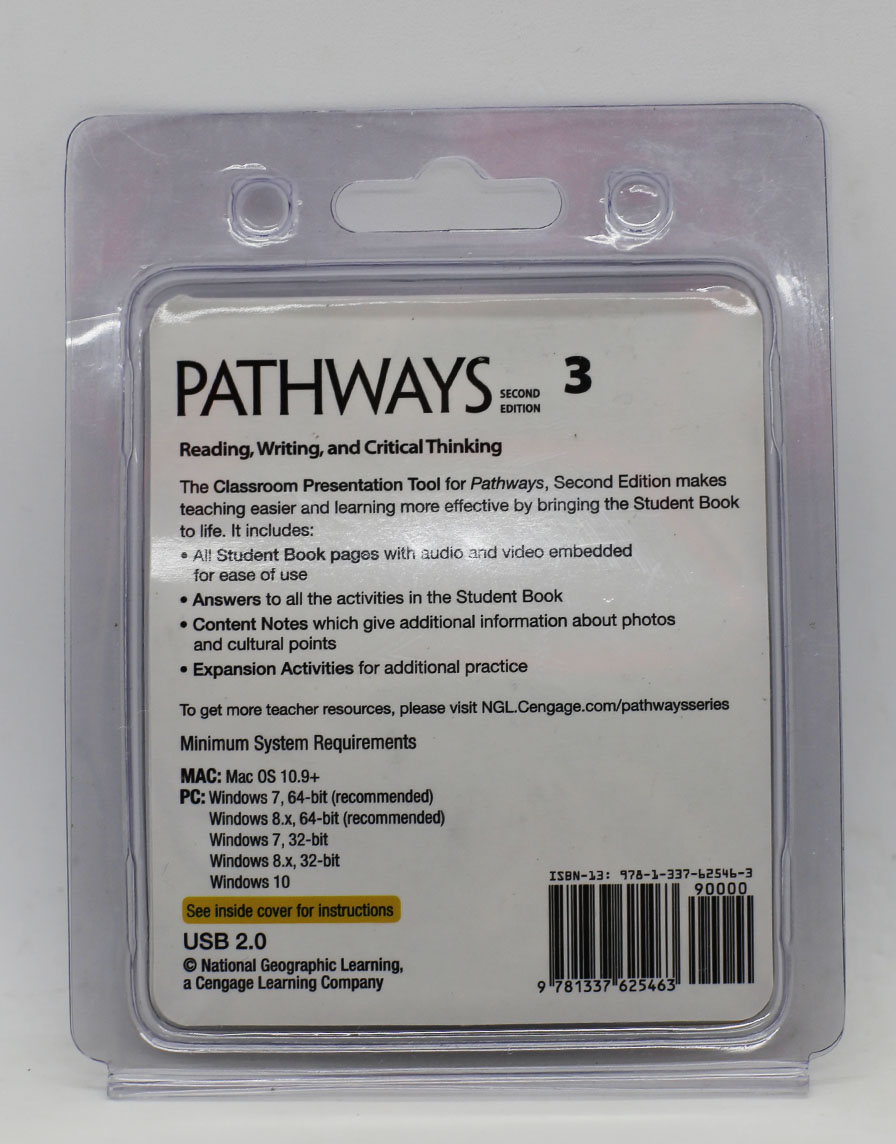 PATHWAYS SECOND EDITION 3
Reading, Writing, and Critical Thinking
The Classroom Presentation Tool for Pathways, Second Edition makes
teaching easier and learning more effective by bringing the Student Book
to life. It includes:
• All Student Book pages with audio and video embedded
for ease of use
• Answers to all the activities in the Student Book
• Content Notes which give additional information about photos
and cultural points
• Expansion Activities for additional practice
To get more teacher resources, please visit NGL.Cengage.com/pathwaysseries
Minimum System Requirements
MAC: Mac OS 10.9+
PC: Windows 7, 64-bit (recommended)
Windows 8.x, 64-bit (recommended)
Windows 7, 32-bit
Windows 8.x, 32-bit
Windows 10
See inside cover for instructions
USB 2.0
© National Geographic Learning,
a Cengage Learning Company
ISBN-13: 978-1-337-62546-3
90000
9 781337 625463